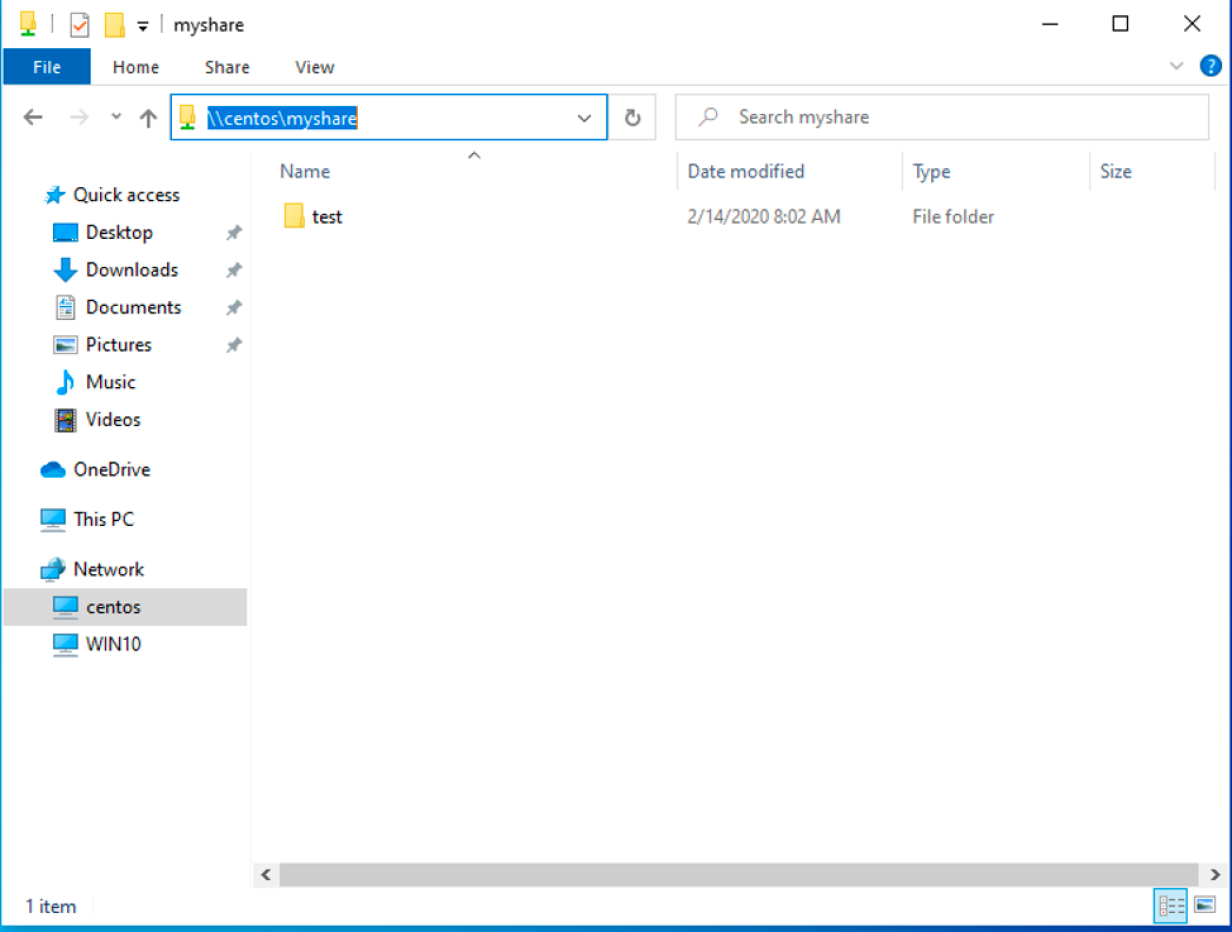 myshare
File Home Share View
\\centos\myshare Search myshare
Name Date modified Type Size
test 2/14/2020 8:02 AM File folder
Quick access
Desktop
Downloads
Documents
Pictures
Music
Videos
OneDrive
This PC
Network
centos
WIN10
1 item